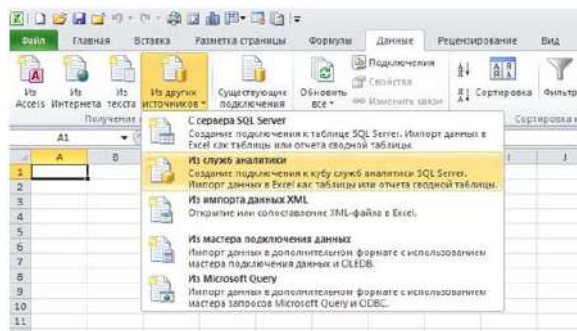 Файл Главная Вставка Разметка страницы Формулы Данные Рецензирование Вид
Из Access
Из Интернета
Из текста
Из других источников
Существующие подключения
Обновить все
Подключения
Свойства
Изменить связи
Сортировка
Фильтр
Получение
Сортировка и
A1
A B I J
С сервера SQL Server
Создание подключения к таблице SQL Server. Импорт данных в
Excel как таблицы или отчета сводной таблицы.
Из служб аналитики
Создание подключения к кубу служб аналитики SQL Server.
Импорт данных в Excel как таблицы или отчета сводной таблицы.
Из импорта данных XML
Открытие или сопоставление XML-файла в Excel.
Из мастера подключения данных
Импорт данных в дополнительном формате с использованием
мастера подключения данных и OLEDB.
Из Microsoft Query
Импорт данных в дополнительном формате с использованием
мастера запросов Microsoft Query и ODBC.
1
2
3
4
5
6
7
8
9
10
11